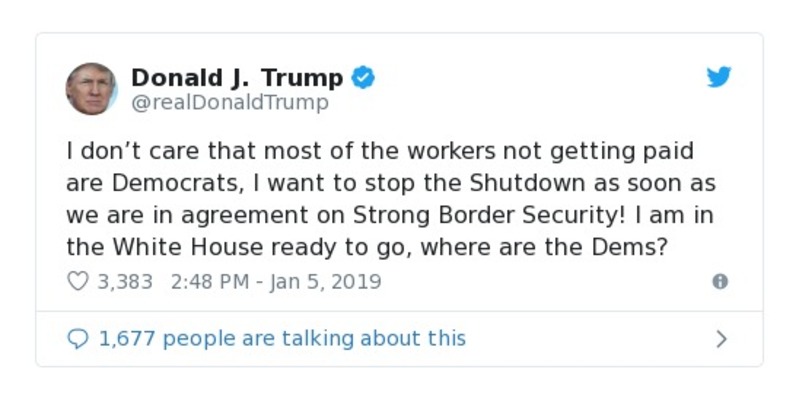 Donald J. Trump
@realDonaldTrump
I don’t care that most of the workers not getting paid
are Democrats, I want to stop the Shutdown as soon as
we are in agreement on Strong Border Security! I am in
the White House ready to go, where are the Dems?
3,383 2:48 PM - Jan 5, 2019
1,677 people are talking about this